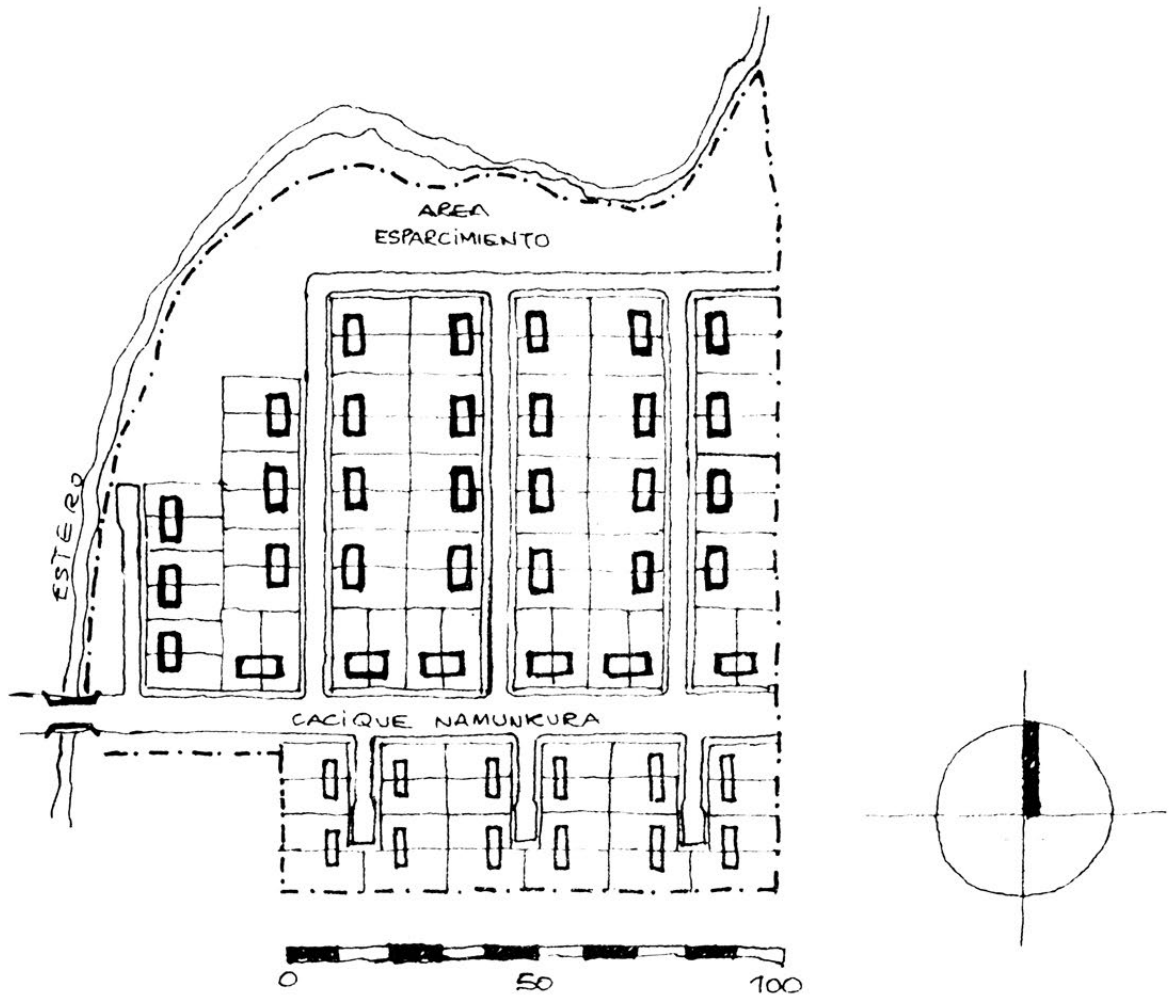 AREA
ESPARCIMIENTO
ESTERO
CACIQUE NAMUNKURA
0 50 100